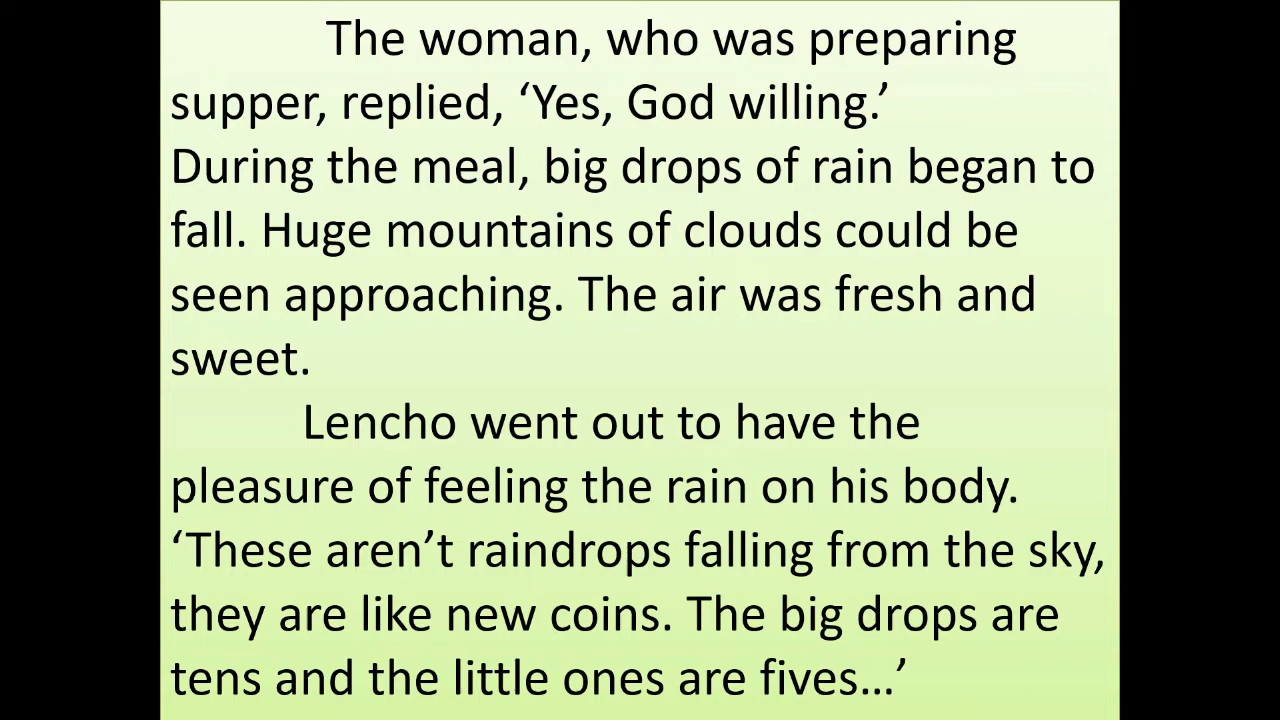 The woman, who was preparing
supper, replied, ‘Yes, God willing.’
During the meal, big drops of rain began to
fall. Huge mountains of clouds could be
seen approaching. The air was fresh and
sweet.
Lencho went out to have the
pleasure of feeling the rain on his body.
‘These aren’t raindrops falling from the sky,
they are like new coins. The big drops are
tens and the little ones are fives…’